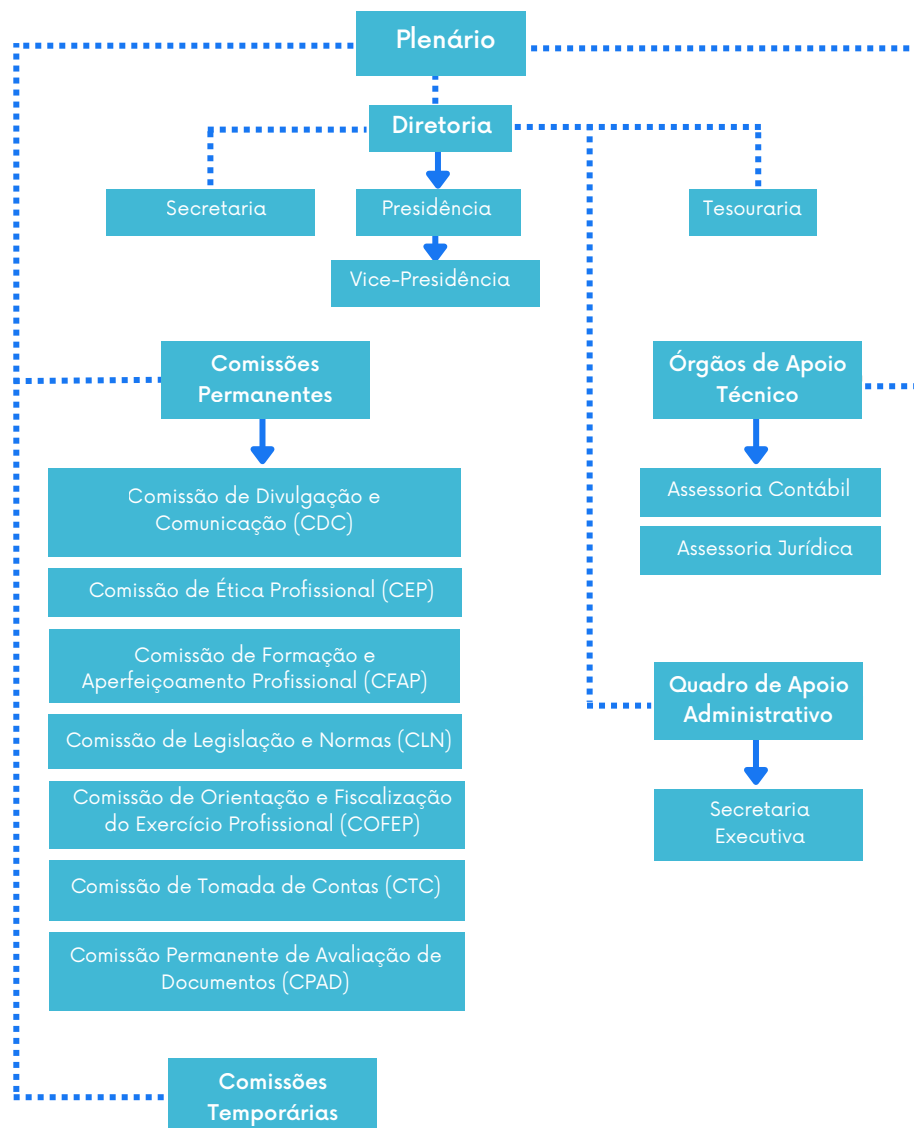 Plenário
Diretoria
Secretaria
Presidência
Tesouraria
Vice-Presidência
Comissões
Permanentes
Órgãos de Apoio
Técnico
Comissão de Divulgação e
Comunicação (CDC)
Assessoria Contábil
Assessoria Jurídica
Comissão de Ética Profissional (CEP)
Comissão de Formação e
Aperfeiçoamento Profissional (CFAP)
Quadro de Apoio
Administrativo
Comissão de Legislação e Normas (CLN)
Comissão de Orientação e Fiscalização
do Exercício Profissional (COFEP)
Secretaria
Executiva
Comissão de Tomada de Contas (CTC)
Comissão Permanente de Avaliação de
Documentos (CPAD)
Comissões
Temporárias